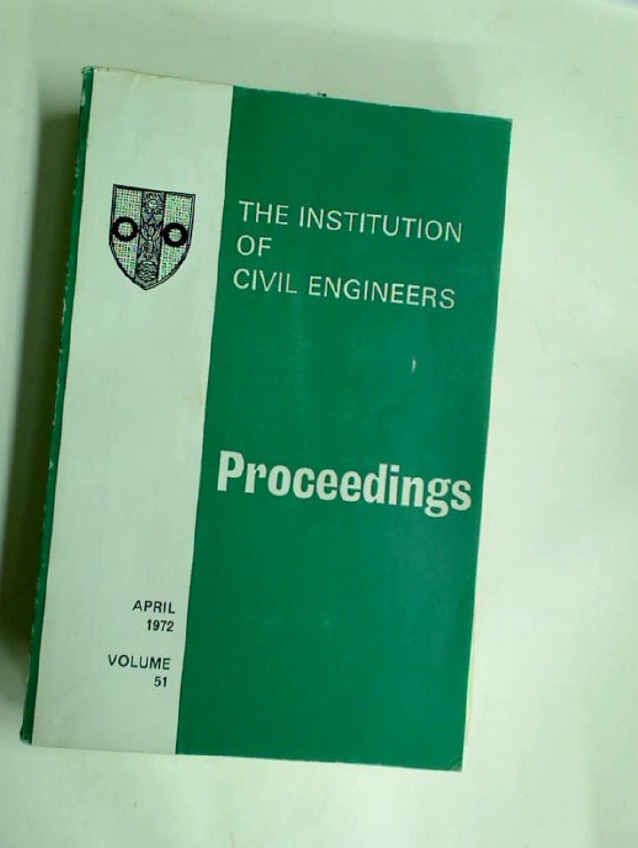 THE INSTITUTION
OF
CIVIL ENGINEERS
Proceedings
APRIL
1972
VOLUME
51